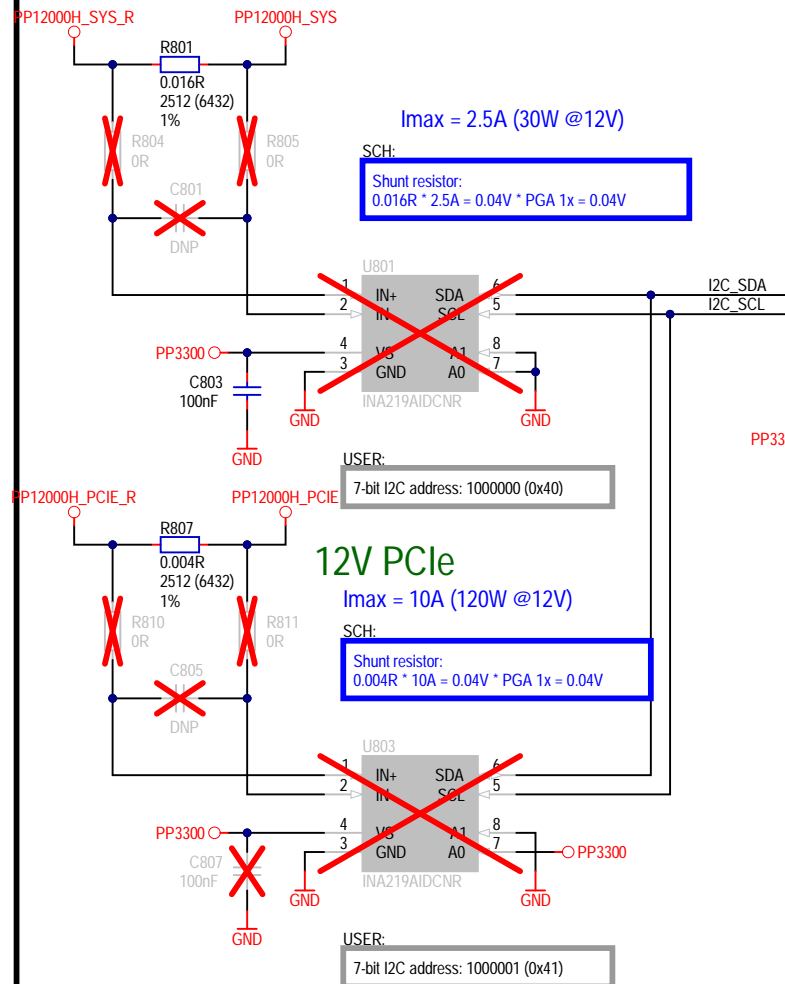 PP12000H_SYS_R
PP12000H_SYS
R801
0.016R
2512 (6432)
1%
Imax = 2.5A (30W @12V)
R804
0R
R805
0R
SCH:
Shunt resistor:
0.016R * 2.5A = 0.04V * PGA 1x = 0.04V
C801
DNP
U801
1
IN+
SDA
6
I2C_SDA
2
IN-
SCL
5
I2C_SCL
PP3300
4
VS
A1
8
3
GND
A0
7
C803
100nF
INA219AIDCNR
GND
GND
GND
PP33
USER:
7-bit I2C address: 1000000 (0x40)
PP12000H_PCIE_R
PP12000H_PCIE
R807
0.004R
2512 (6432)
1%
12V PCIe
Imax = 10A (120W @12V)
R810
0R
R811
0R
SCH:
Shunt resistor:
0.004R * 10A = 0.04V * PGA 1x = 0.04V
C805
DNP
U803
1
IN+
SDA
6
2
IN-
SCL
5
PP3300
4
VS
A1
8
3
GND
A0
7
PP3300
C807
100nF
INA219AIDCNR
GND
GND
GND
USER:
7-bit I2C address: 1000001 (0x41)